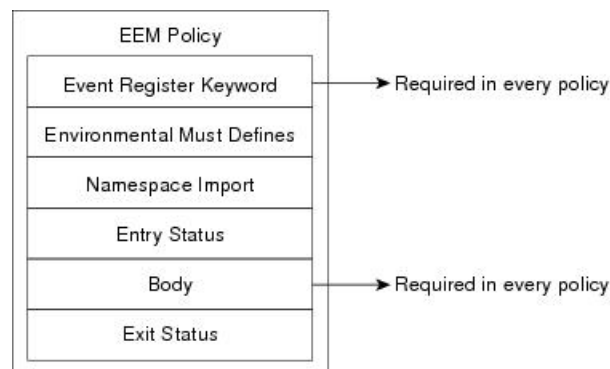 EEM Policy
Event Register Keyword
Required in every policy
Environmental Must Defines
Namespace Import
Entry Status
Body
Required in every policy
Exit Status